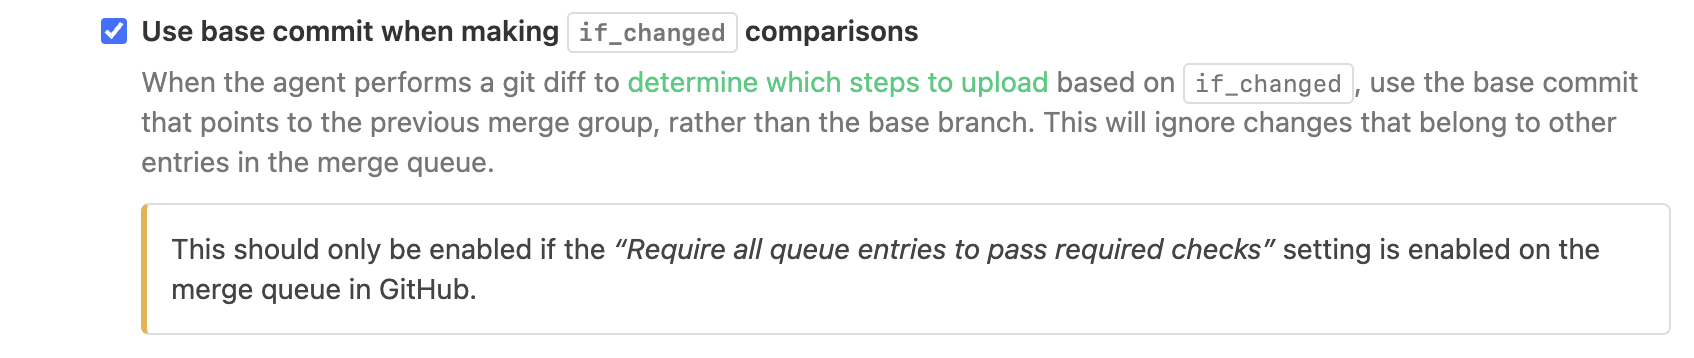 Use base commit when making if_changed comparisons
When the agent performs a git diff to determine which steps to upload based on if_changed, use the base commit
that points to the previous merge group, rather than the base branch. This will ignore changes that belong to other
entries in the merge queue.
This should only be enabled if the “Require all queue entries to pass required checks” setting is enabled on the
merge queue in GitHub.